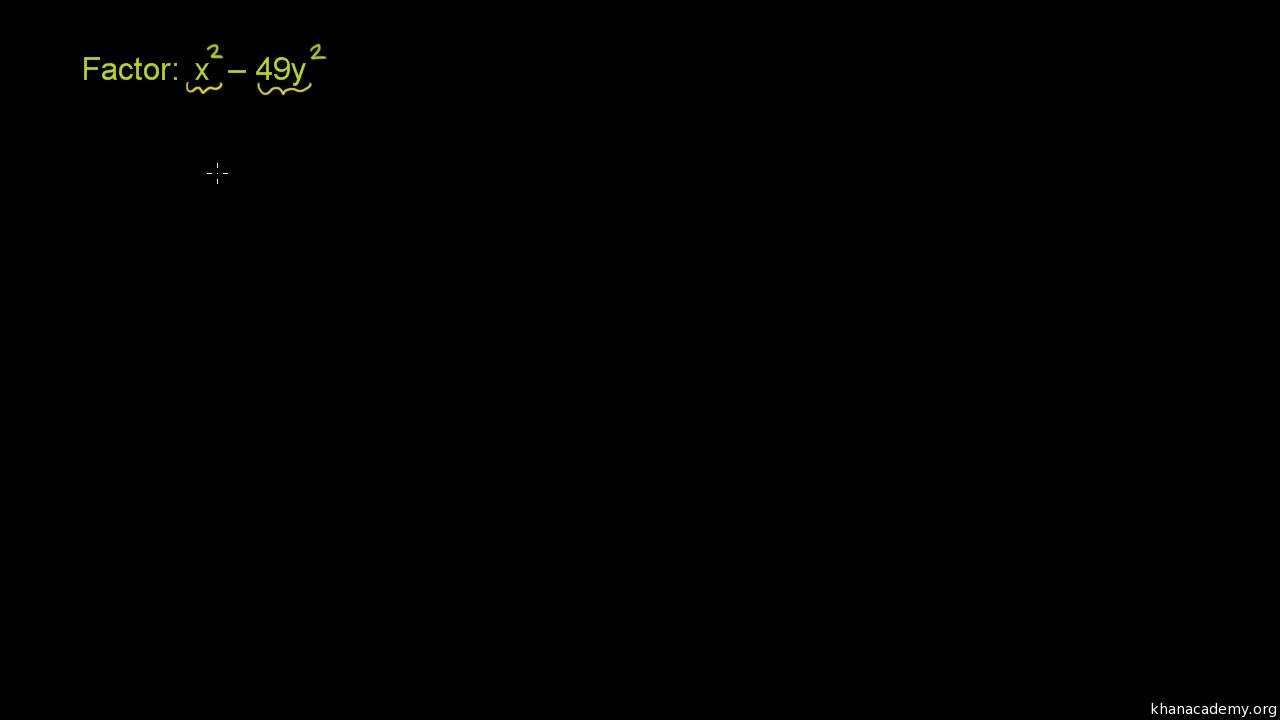 Factor: x² – 49y²
khanacademy.org